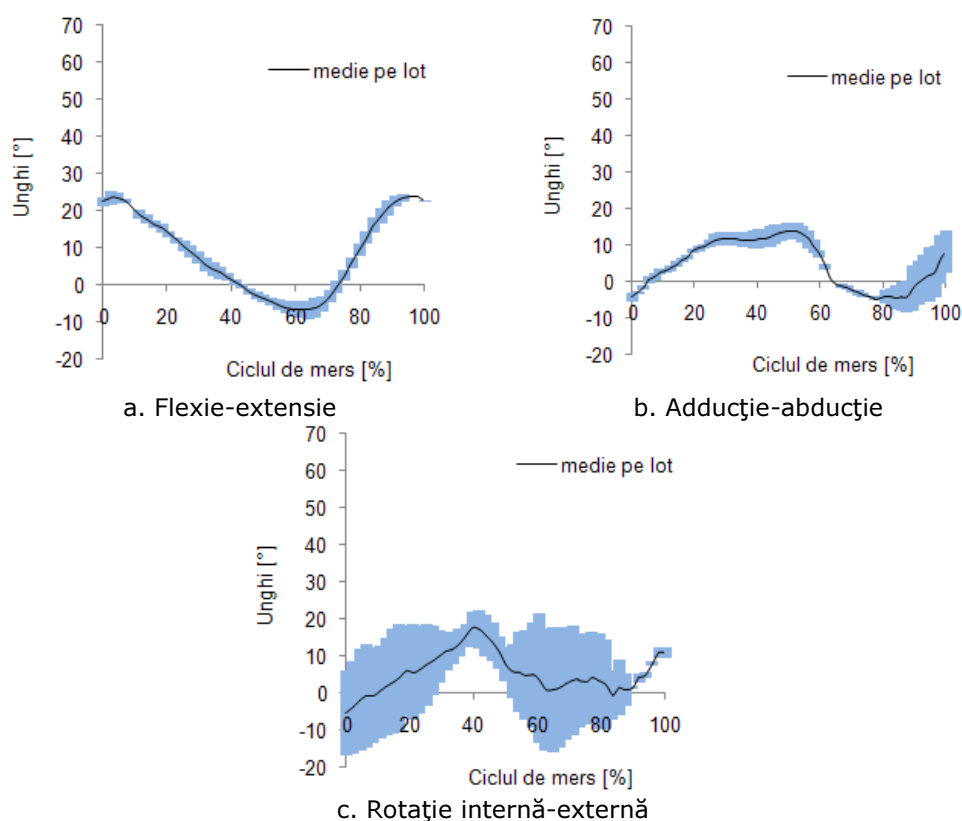 70
60
50
40
30
20
10
0
-10
-20
0 20 40 60 80 100
Unghi [°]
medie pe lot
Ciclul de mers [%]
a. Flexie-extensie
70
60
50
40
30
20
10
0
-10
-20
0 20 40 60 80 100
Unghi [°]
medie pe lot
Ciclul de mers [%]
b. Adducţie-abducţie
70
60
50
40
30
20
10
0
-10
-20
0 20 40 60 80 100
Unghi [°]
medie pe lot
Ciclul de mers [%]
c. Rotaţie internă-externă